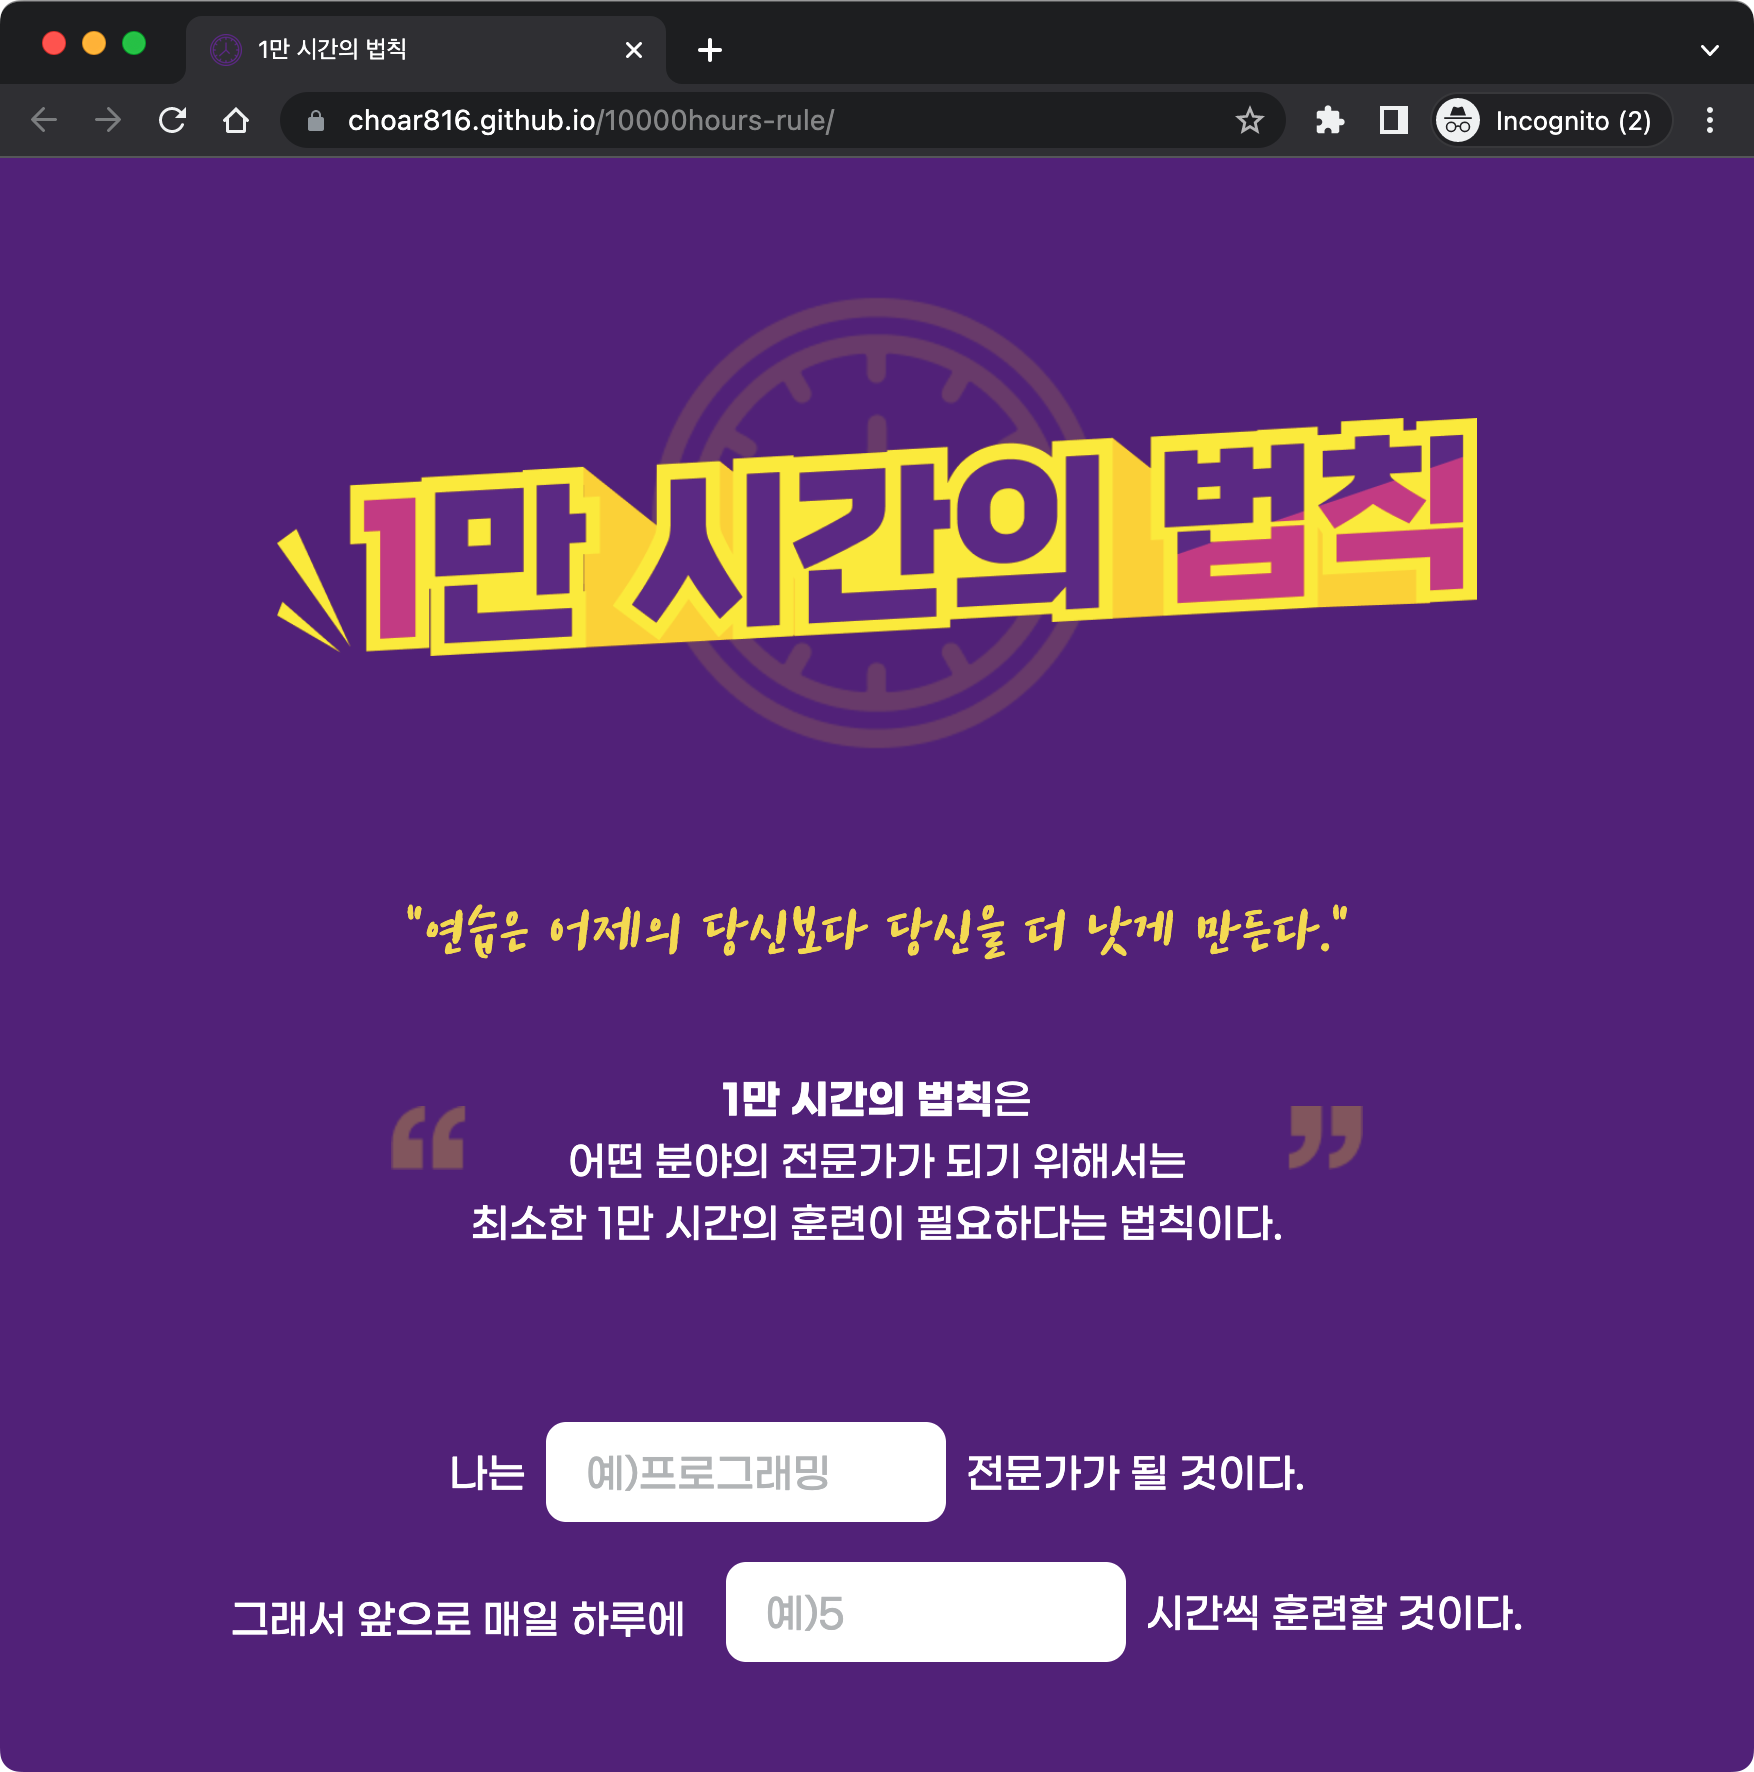 1만 시간의 법칙
choar816.github.io/10000hours-rule/
Incognito (2)
1만 시간의 법칙
"연습은 어제의 당신보다 당신을 더 낫게 만든다."
1만 시간의 법칙은
어떤 분야의 전문가가 되기 위해서는
최소한 1만 시간의 훈련이 필요하다는 법칙이다.
나는 예)프로그래밍 전문가가 될 것이다.
그래서 앞으로 매일 하루에 예)5 시간씩 훈련할 것이다.